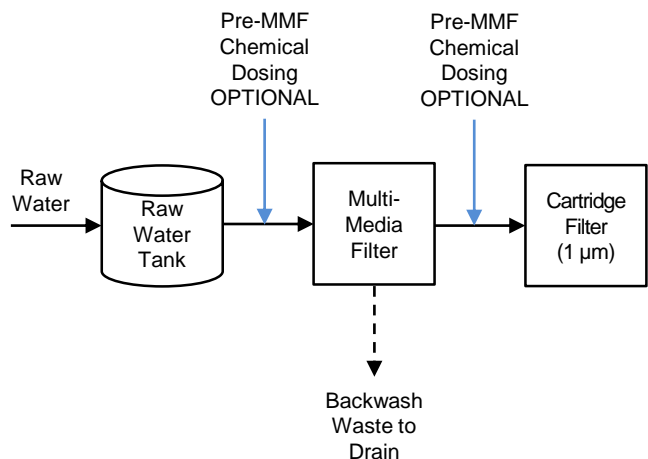 Pre-MMF
Chemical
Dosing
OPTIONAL
Pre-MMF
Chemical
Dosing
OPTIONAL
Raw
Water
Raw
Water
Tank
Multi-
Media
Filter
Cartridge
Filter
(1 µm)
Backwash
Waste to
Drain